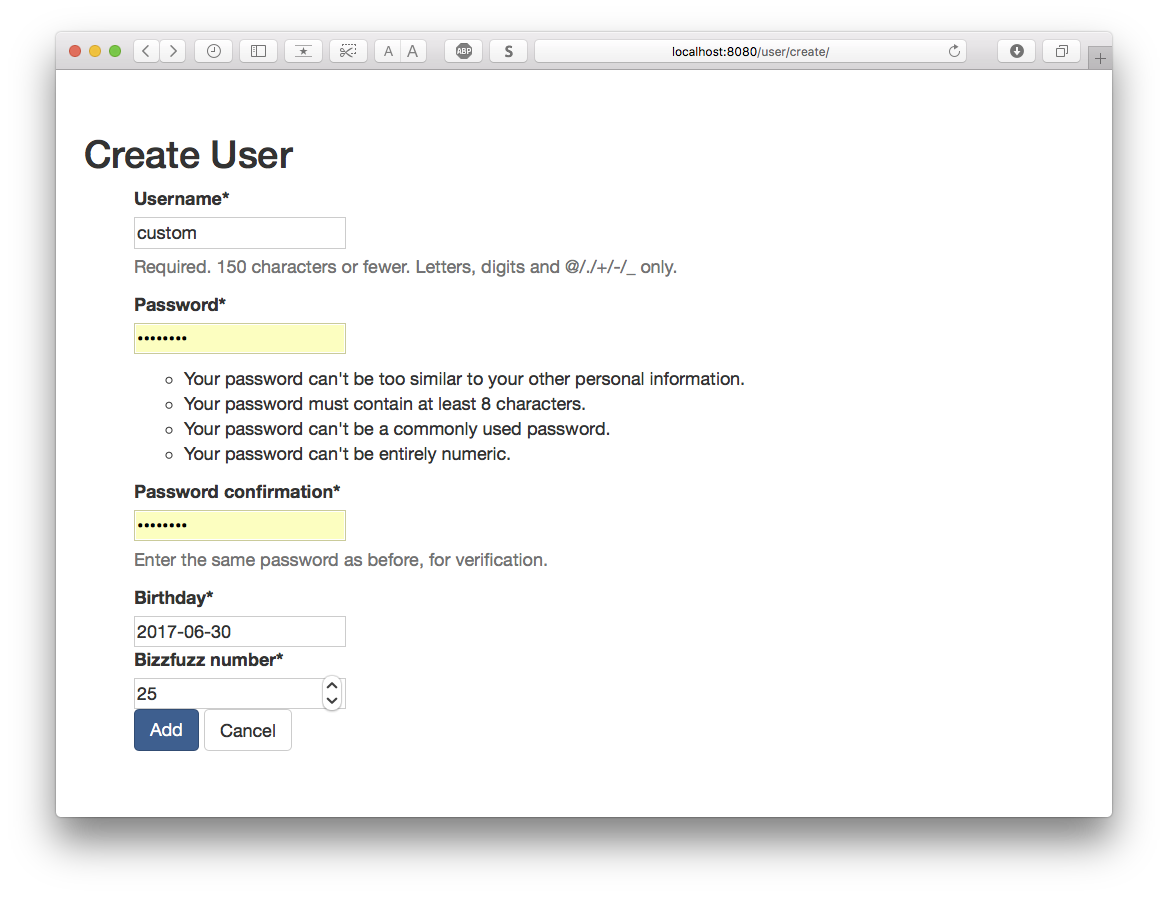 A A ABP S localhost:8080/user/create/
Create User
Username*
custom
Required. 150 characters or fewer. Letters, digits and @/./+/-/_ only.
Password*
••••••••
Your password can't be too similar to your other personal information.
Your password must contain at least 8 characters.
Your password can't be a commonly used password.
Your password can't be entirely numeric.
Password confirmation*
••••••••
Enter the same password as before, for verification.
Birthday*
2017-06-30
Bizzfuzz number*
25
Add Cancel